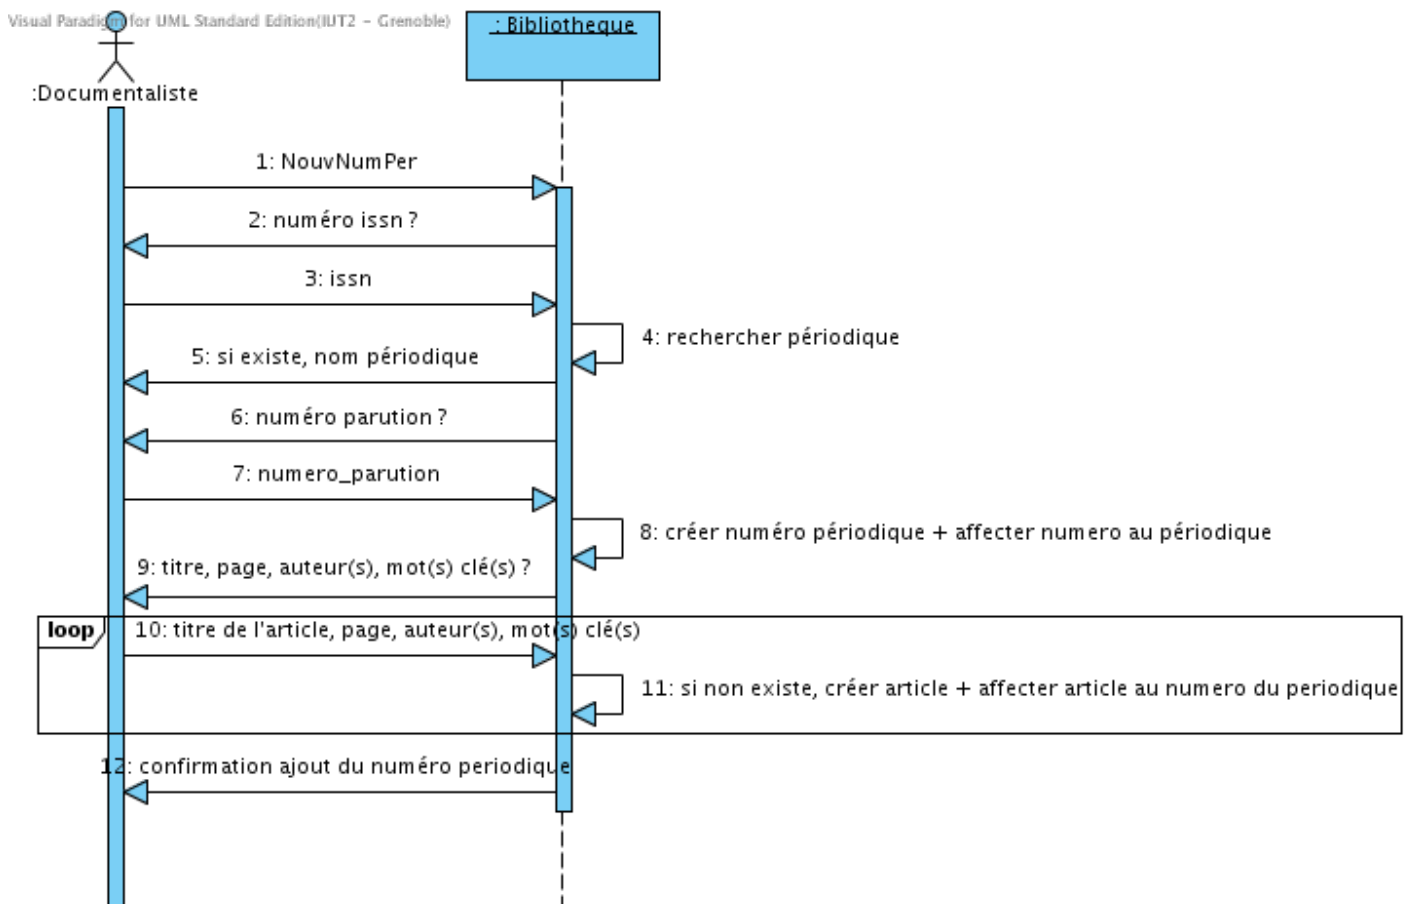 Visual Paradigm for UML Standard Edition(IUT2 - Grenoble)
: Bibliotheque
:Documentaliste
1: NouvNumPer
2: numéro issn ?
3: issn
4: rechercher périodique
5: si existe, nom périodique
6: numéro parution ?
7: numero_parution
8: créer numéro périodique + affecter numero au périodique
9: titre, page, auteur(s), mot(s) clé(s) ?
loop
10: titre de l'article, page, auteur(s), mot(s) clé(s)
11: si non existe, créer article + affecter article au numero du periodique
12: confirmation ajout du numéro periodique